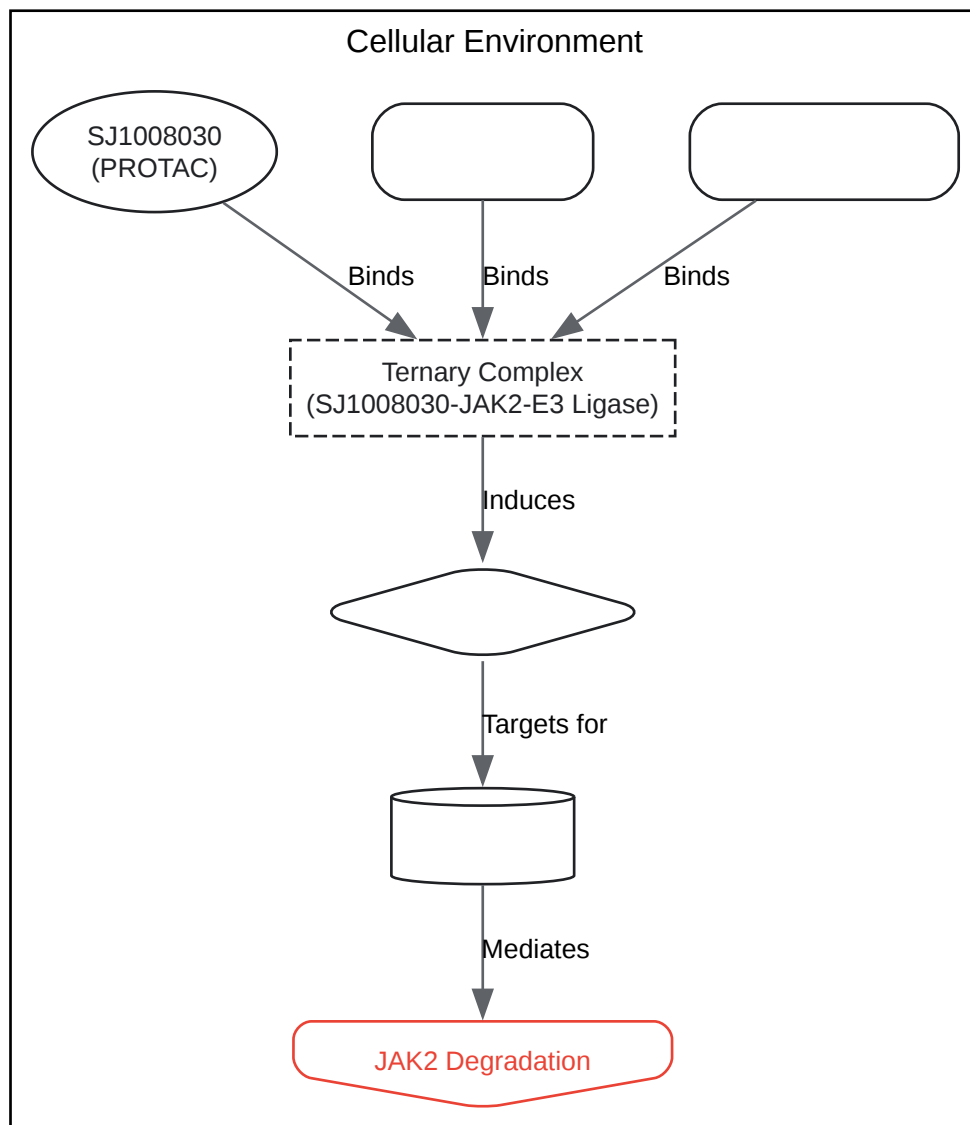 Cellular Environment
SJ1008030
(PROTAC)
Binds
Binds
Binds
Ternary Complex
(SJ1008030-JAK2-E3 Ligase)
Induces
Targets for
Mediates
JAK2 Degradation